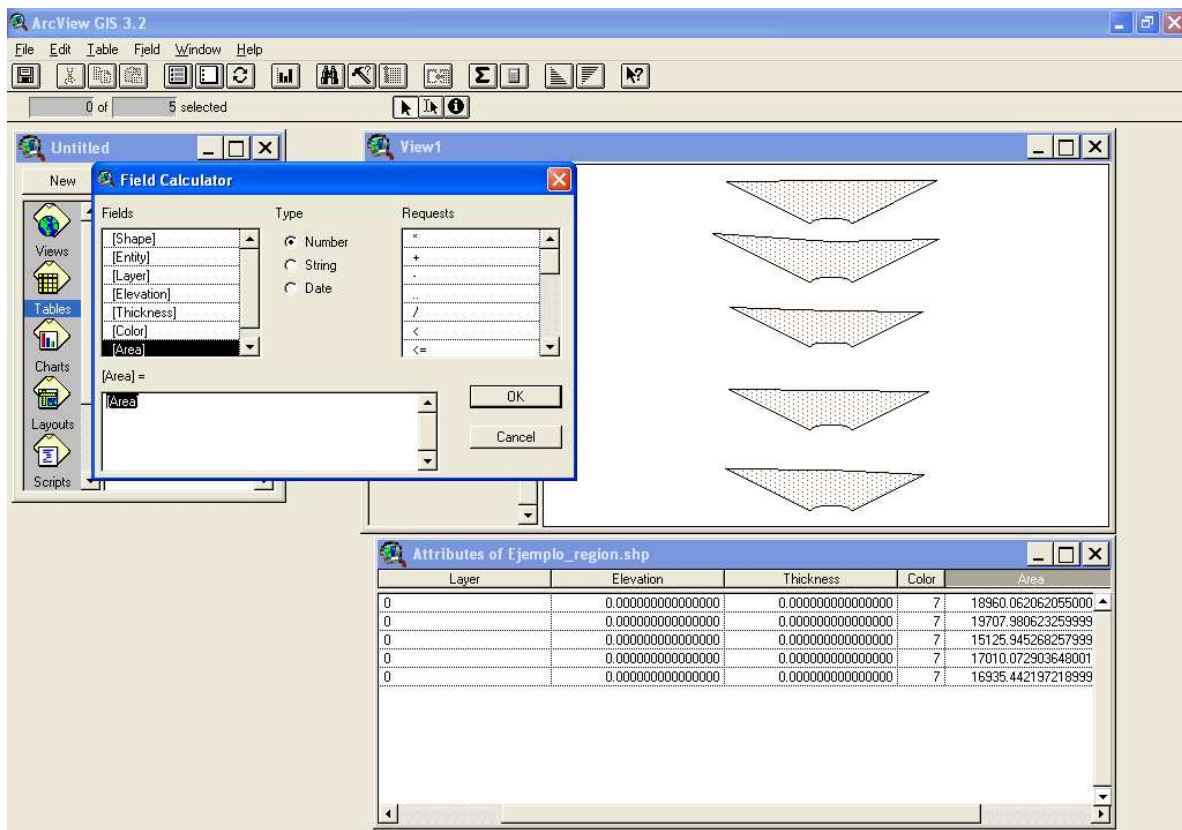 ArcView GIS 3.2
File Edit Table Field Window Help
0 of 5 selected
Untitled
New
Views
Tables
Charts
Layouts
Scripts
Field Calculator
Fields
Type
Requests
[Shape]
[Entity]
[Layer]
[Elevation]
[Thickness]
[Color]
[Area]
Number
String
Date
*
+
-
..
/
<
<=
[Area] =
[Area
OK
Cancel
View1
Attributes of Ejemplo_region.shp
Layer Elevation Thickness Color Area
0 0.000000000000000 0.000000000000000 7 18960.062062055000
0 0.000000000000000 0.000000000000000 7 19707.980623259999
0 0.000000000000000 0.000000000000000 7 15125.945268257999
0 0.000000000000000 0.000000000000000 7 17010.072903648001
0 0.000000000000000 0.000000000000000 7 16935.442197218999